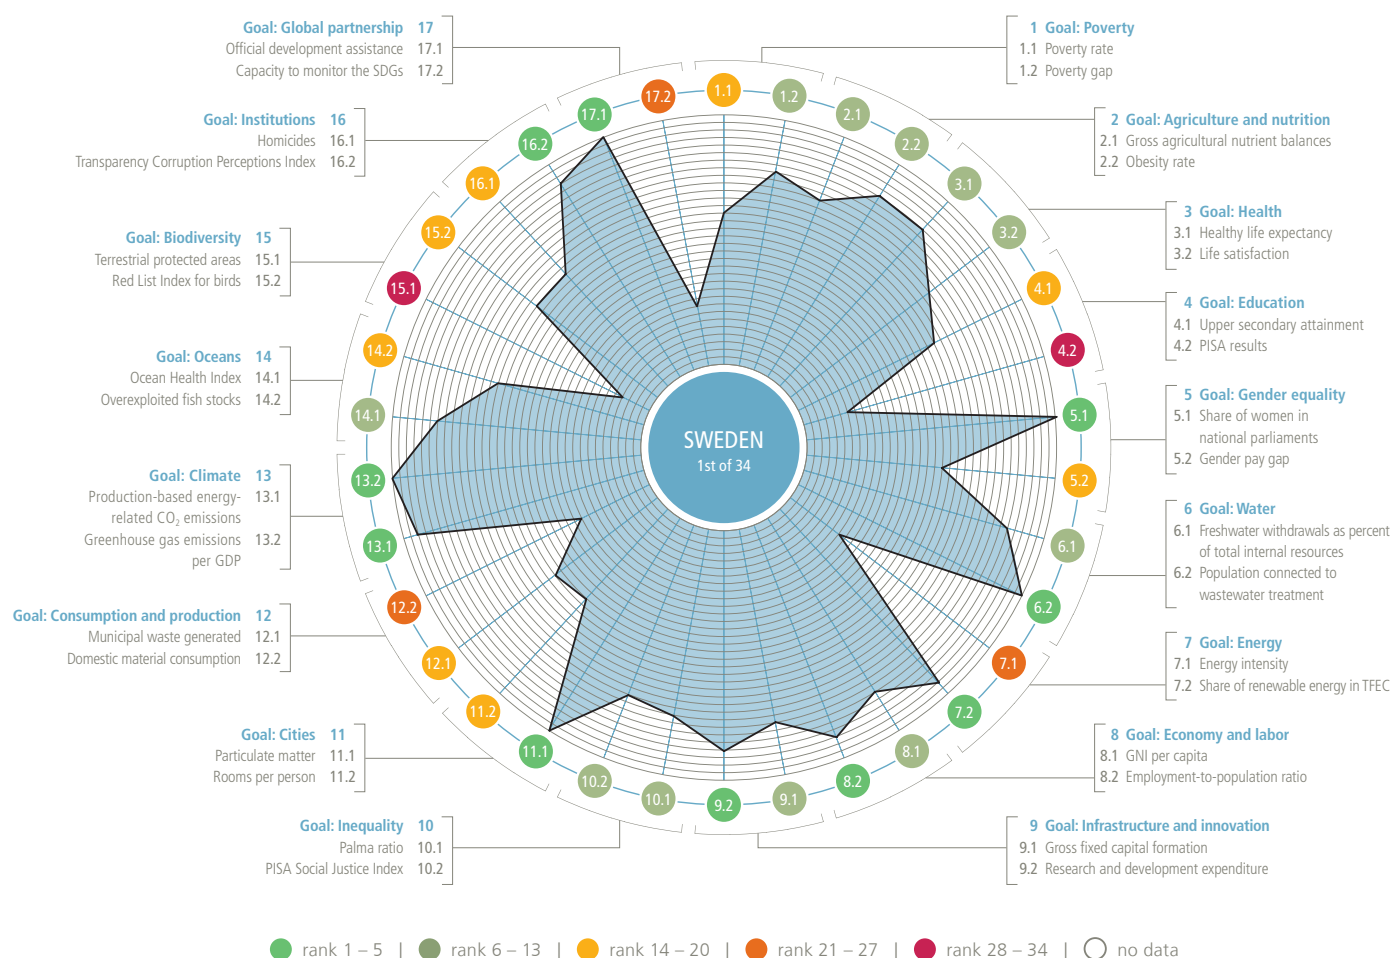 Goal: Global partnership 17
Official development assistance 17.1
Capacity to monitor the SDGs 17.2
1 Goal: Poverty
1.1 Poverty rate
1.2 Poverty gap
Goal: Institutions 16
Homicides 16.1
Transparency Corruption Perceptions Index 16.2
2 Goal: Agriculture and nutrition
2.1 Gross agricultural nutrient balances
2.2 Obesity rate
Goal: Biodiversity 15
Terrestrial protected areas 15.1
Red List Index for birds 15.2
3 Goal: Health
3.1 Healthy life expectancy
3.2 Life satisfaction
Goal: Oceans 14
Ocean Health Index 14.1
Overexploited fish stocks 14.2
4 Goal: Education
4.1 Upper secondary attainment
4.2 PISA results
Goal: Climate 13
Production-based energy- 13.1
related CO₂ emissions
Greenhouse gas emissions 13.2
per GDP
5 Goal: Gender equality
5.1 Share of women in
national parliaments
5.2 Gender pay gap
Goal: Consumption and production 12
Municipal waste generated 12.1
Domestic material consumption 12.2
6 Goal: Water
6.1 Freshwater withdrawals as percent
of total internal resources
6.2 Population connected to
wastewater treatment
Goal: Cities 11
Particulate matter 11.1
Rooms per person 11.2
7 Goal: Energy
7.1 Energy intensity
7.2 Share of renewable energy in TFEC
Goal: Inequality 10
Palma ratio 10.1
PISA Social Justice Index 10.2
8 Goal: Economy and labor
8.1 GNI per capita
8.2 Employment-to-population ratio
9 Goal: Infrastructure and innovation
9.1 Gross fixed capital formation
9.2 Research and development expenditure
1.1
1.2
2.1
2.2
3.1
3.2
4.1
4.2
5.1
5.2
6.1
6.2
7.1
7.2
8.1
8.2
9.1
9.2
10.1
10.2
11.1
11.2
12.1
12.2
13.1
13.2
14.1
14.2
15.1
15.2
16.1
16.2
17.1
17.2
SWEDEN
1st of 34
rank 1 – 5 | rank 6 – 13 | rank 14 – 20 | rank 21 – 27 | rank 28 – 34 | no data